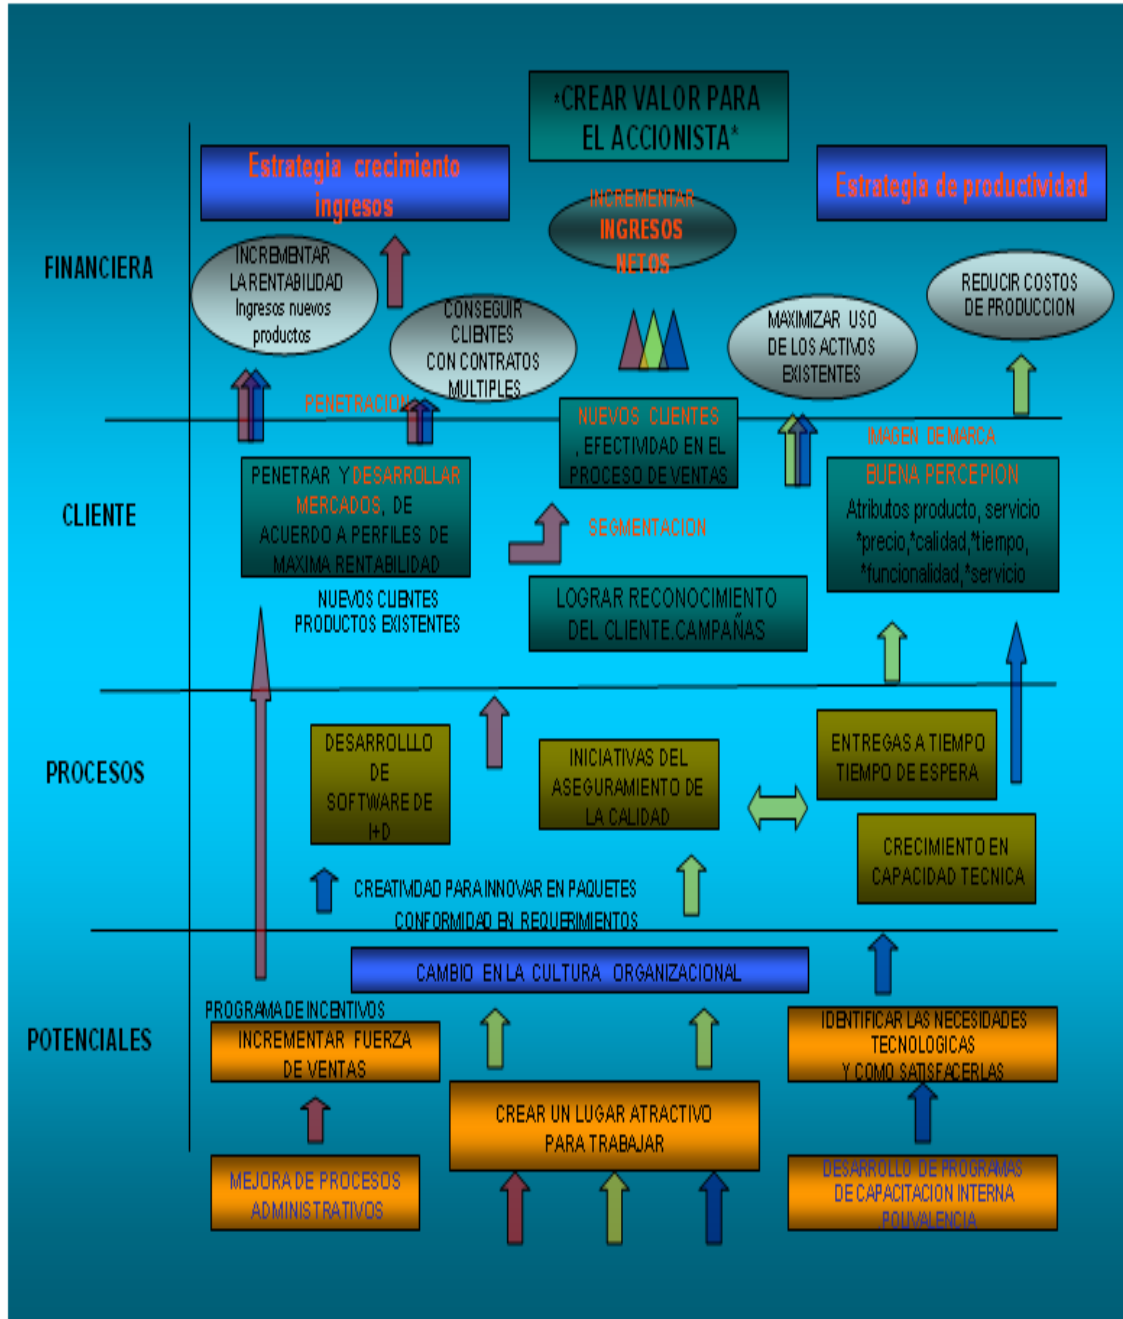 *CREAR VALOR PARA
EL ACCIONISTA*
Estrategia crecimiento
ingresos
Estrategia de productividad
INCREMENTAR
INGRESOS
NETOS
FINANCIERA
INCREMENTAR
LA RENTABILIDAD
Ingresos nuevos
productos
CONSEGUIR
CLIENTES
CON CONTRATOS
MULTIPLES
MAXIMIZAR USO
DE LOS ACTIVOS
EXISTENTES
REDUCIR COSTOS
DE PRODUCCION
PENETRACION
CLIENTE
PENETRAR Y DESARROLLAR
MERCADOS, DE
ACUERDO A PERFILES DE
MAXIMA RENTABILIDAD
NUEVOS CLIENTES
PRODUCTOS EXISTENTES
NUEVOS CLIENTES
, EFECTIVIDAD EN EL
PROCESO DE VENTAS
SEGMENTACION
LOGRAR RECONOCIMIENTO
DEL CLIENTE.CAMPAÑAS
IMAGEN DE MARCA
BUENA PERCEPION
Atributos producto, servicio
*precio,*calidad,*tiempo,
*funcionalidad,*servicio
PROCESOS
DESARROLLLO
DE
SOFTWARE DE
I+D
INICIATIVAS DEL
ASEGURAMIENTO DE
LA CALIDAD
ENTREGAS A TIEMPO
TIEMPO DE ESPERA
CRECIMIENTO EN
CAPACIDAD TECNICA
CREATIVIDAD PARA INNOVAR EN PAQUETES
CONFORMIDAD EN REQUERIMIENTOS
POTENCIALES
CAMBIO EN LA CULTURA ORGANIZACIONAL
PROGRAMA DE INCENTIVOS
INCREMENTAR FUERZA
DE VENTAS
IDENTIFICAR LAS NECESIDADES
TECNOLOGICAS
Y COMO SATISFACERLAS
CREAR UN LUGAR ATRACTIVO
PARA TRABAJAR
MEJORA DE PROCESOS
ADMINISTRATIVOS
DESARROLLO DE PROGRAMAS
DE CAPACITACION INTERNA
.POLIVALENCIA